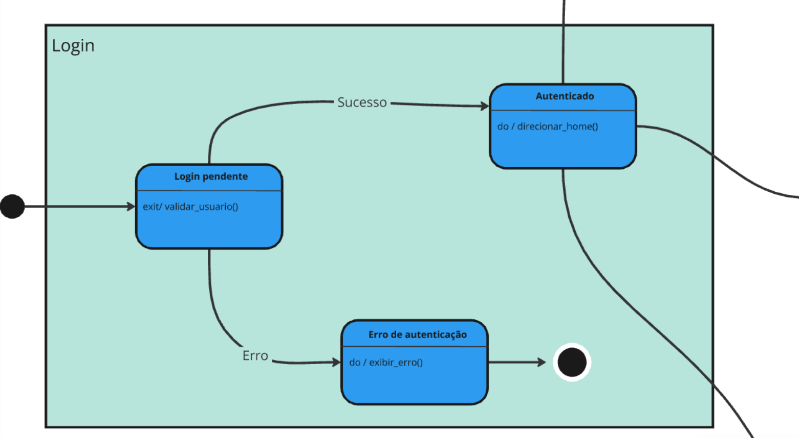 Login
Sucesso
Autenticado
do / direcionar_home()
Login pendente
exit/ validar_usuario()
Erro
Erro de autenticação
do / exibir_erro()